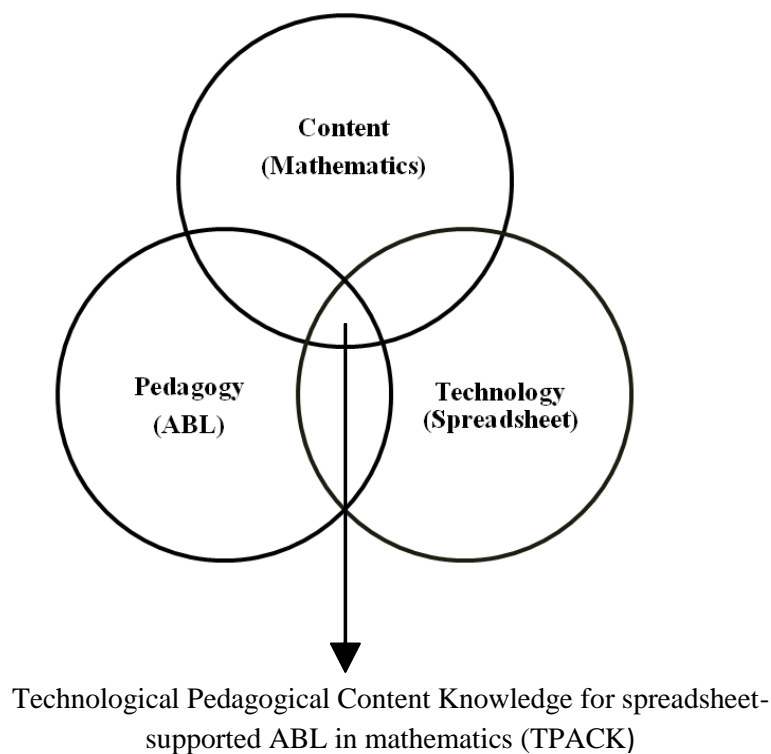 Content
(Mathematics)
Pedagogy
(ABL)
Technology
(Spreadsheet)
Technological Pedagogical Content Knowledge for spreadsheet-
supported ABL in mathematics (TPACK)